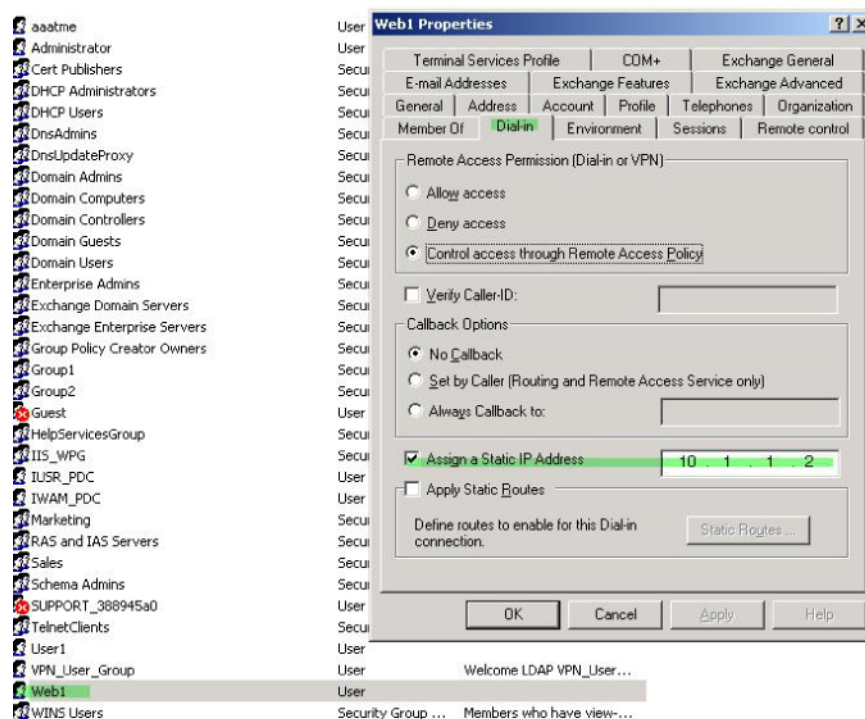 aaatme User
Administrator User
Cert Publishers Secu
DHCP Administrators Secu
DHCP Users Secu
DnsAdmins Secu
DnsUpdateProxy Secu
Domain Admins Secu
Domain Computers Secu
Domain Controllers Secu
Domain Guests Secu
Domain Users Secu
Enterprise Admins Secu
Exchange Domain Servers Secu
Exchange Enterprise Servers Secu
Group Policy Creator Owners Secu
Group1 Secu
Group2 Secu
Guest User
HelpServicesGroup Secu
IIS_WPG Secu
IUSR_PDC User
IWAM_PDC User
Marketing Secu
RAS and IAS Servers Secu
Sales Secu
Schema Admins Secu
SUPPORT_388945a0 User
TelnetClients Secu
User1 User
VPN_User_Group User Welcome LDAP VPN_User...
Web1 User
WINS Users Security Group ... Members who have view-...
Web1 Properties
Terminal Services Profile COM+ Exchange General
E-mail Addresses Exchange Features Exchange Advanced
General Address Account Profile Telephones Organization
Member Of Dial-in Environment Sessions Remote control
Remote Access Permission (Dial-in or VPN)
Allow access
Deny access
Control access through Remote Access Policy
Verify Caller-ID:
Callback Options
No Callback
Set by Caller (Routing and Remote Access Service only)
Always Callback to:
Assign a Static IP Address 10 . 1 . 1 . 2
Apply Static Routes
Define routes to enable for this Dial-in
connection.
Static Routes ...
OK Cancel Apply Help